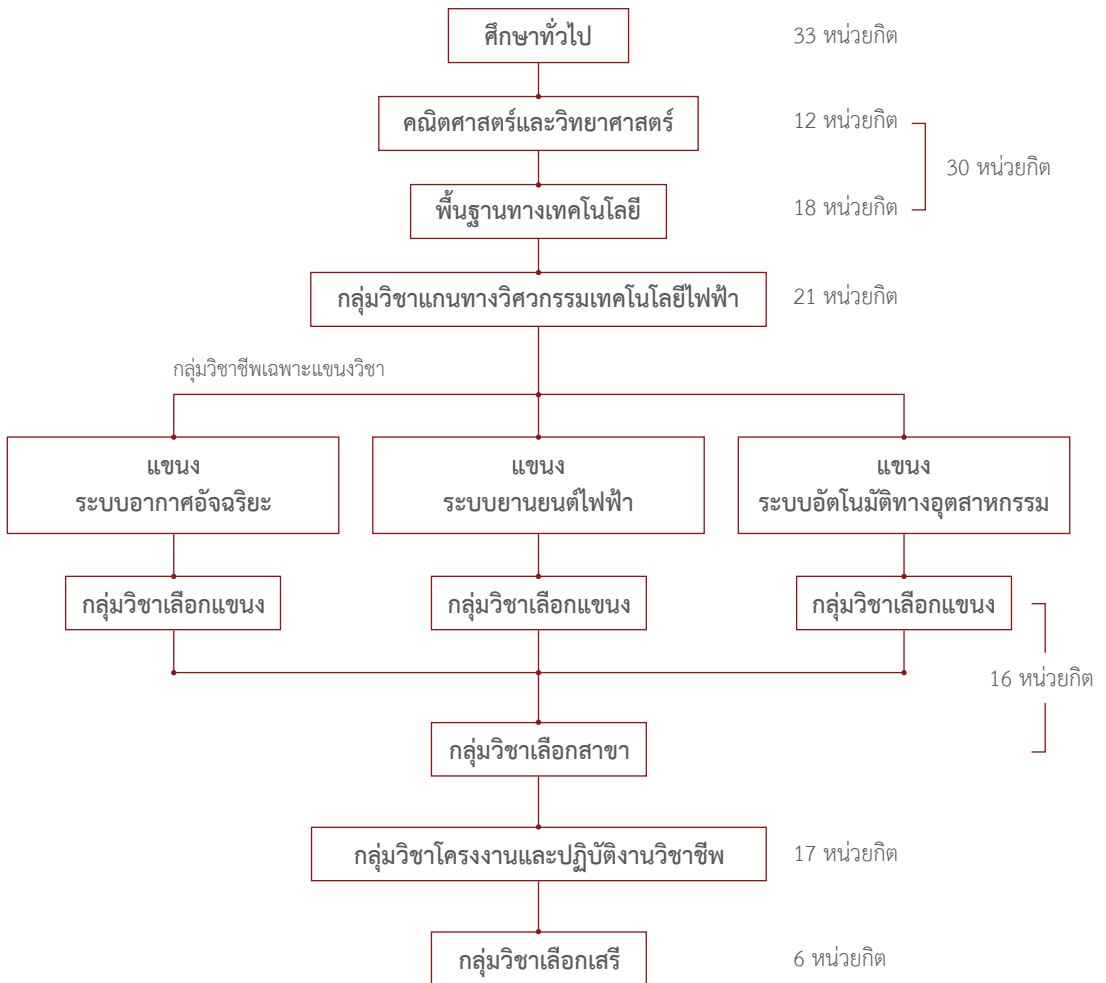 ศึกษาทั่วไป 33 หน่วยกิต
คณิตศาสตร์และวิทยาศาสตร์ 12 หน่วยกิต
30 หน่วยกิต
พื้นฐานทางเทคโนโลยี 18 หน่วยกิต
กลุ่มวิชาแกนทางวิศวกรรมเทคโนโลยีไฟฟ้า 21 หน่วยกิต
กลุ่มวิชาชีพเฉพาะแขนงวิชา
แขนง
ระบบอากาศอัจฉริยะ
แขนง
ระบบยานยนต์ไฟฟ้า
แขนง
ระบบอัตโนมัติทางอุตสาหกรรม
กลุ่มวิชาเลือกแขนง กลุ่มวิชาเลือกแขนง กลุ่มวิชาเลือกแขนง
16 หน่วยกิต
กลุ่มวิชาเลือกสาขา
กลุ่มวิชาโครงงานและปฏิบัติงานวิชาชีพ 17 หน่วยกิต
กลุ่มวิชาเลือกเสรี 6 หน่วยกิต